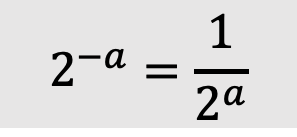 2⁻ᵃ = 1/2ᵃ